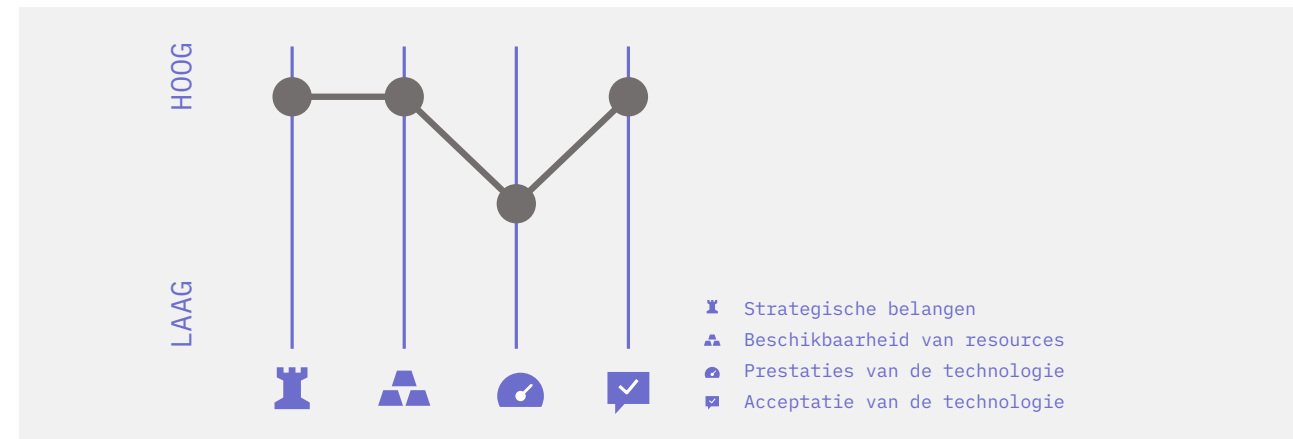 HOOG
LAAG
Strategische belangen
Beschikbaarheid van resources
Prestaties van de technologie
Acceptatie van de technologie